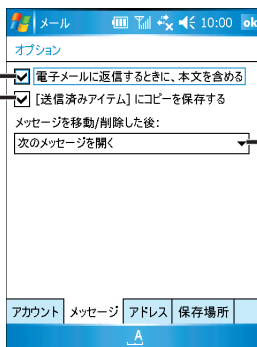 メール 10:00 ok
オプション
電子メールに返信するときに、本文を含める
[送信済みアイテム] にコピーを保存する
メッセージを移動/削除した後:
次のメッセージを開く
アカウント メッセージ アドレス 保存場所
A